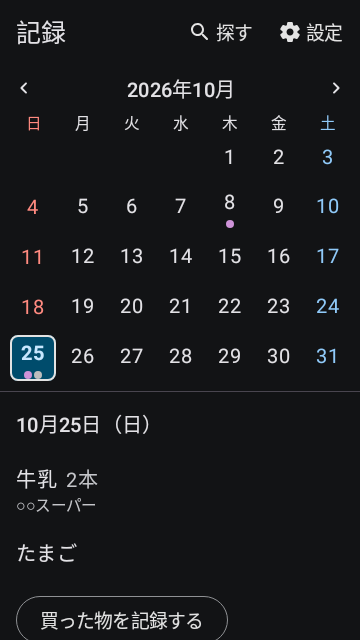 記録 探す 設定
2026年10月
日 月 火 水 木 金 土
1 2 3
4 5 6 7 8 9 10
11 12 13 14 15 16 17
18 19 20 21 22 23 24
25 26 27 28 29 30 31
10月25日（日）
牛乳 2本
○○スーパー
たまご
買った物を記録する